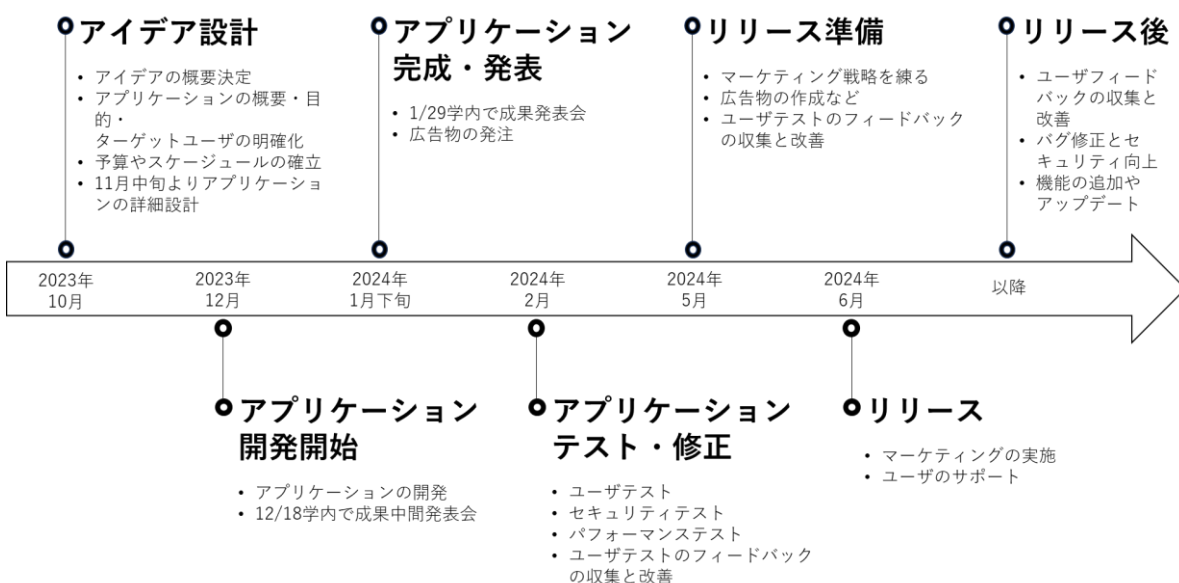 アイデア設計
• アイデアの概要決定
• アプリケーションの概要・目
的・
ターゲットユーザの明確化
• 予算やスケージュールの確立
• 11月中旬よりアプリケーショ
ンの詳細設計
アプリケーション
完成・発表
• 1/29学内で成果発表会
• 広告物の発注
リリース準備
• マーケティング戦略を練る
• 広告物の作成など
• ユーザテストのフィードバック
の収集と改善
リリース後
• ユーザフィード
バックの収集と
改善
• バグ修正とセ
キュリティ向上
• 機能の追加や
アップデート
2023年
10月
2023年
12月
2024年
1月下旬
2024年
2月
2024年
5月
2024年
6月
以降
アプリケーション
開発開始
• アプリケーションの開発
• 12/18学内で成果中間発表会
アプリケーション
テスト・修正
• ユーザテスト
• セキュリティテスト
• パフォーマンステスト
• ユーザテストのフィードバック
の収集と改善
リリース
• マーケティングの実施
• ユーザのサポート